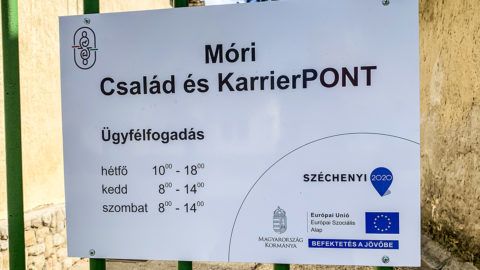 Móri
Család és KarrierPONT
Ügyfélfogadás
hétfő 10⁰⁰ - 18⁰⁰
kedd 8⁰⁰ - 14⁰⁰
szombat 8⁰⁰ - 14⁰⁰
SZÉCHENYI 2020
MAGYARORSZÁG
KORMÁNYA
Európai Unió
Európai Szociális
Alap
BEFEKTETÉS A JÖVŐBE